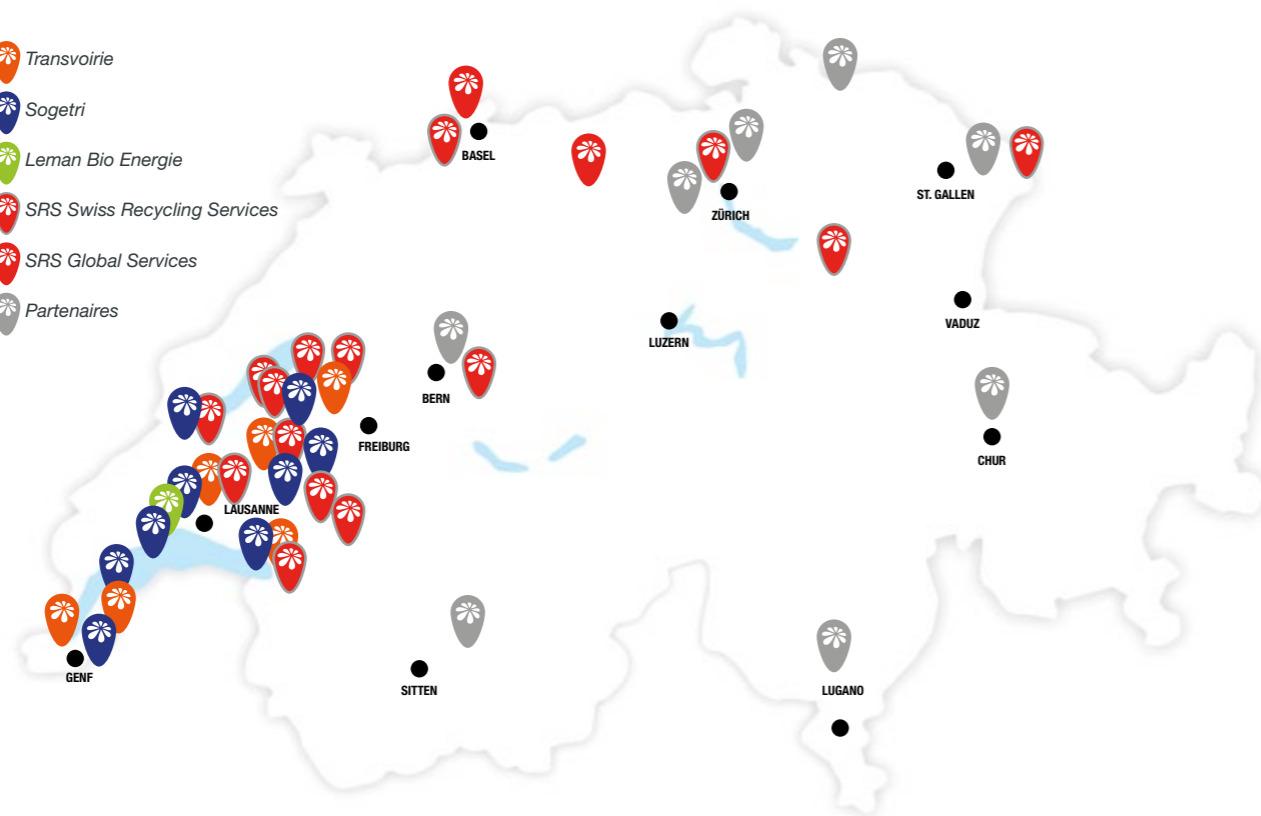 Transvoirie
Sogetri
Leman Bio Energie
SRS Swiss Recycling Services
SRS Global Services
Partenaires
BASEL
ZÜRICH
ST. GALLEN
VADUZ
LUZERN
BERN
FREIBURG
CHUR
LAUSANNE
GENF
SITTEN
LUGANO